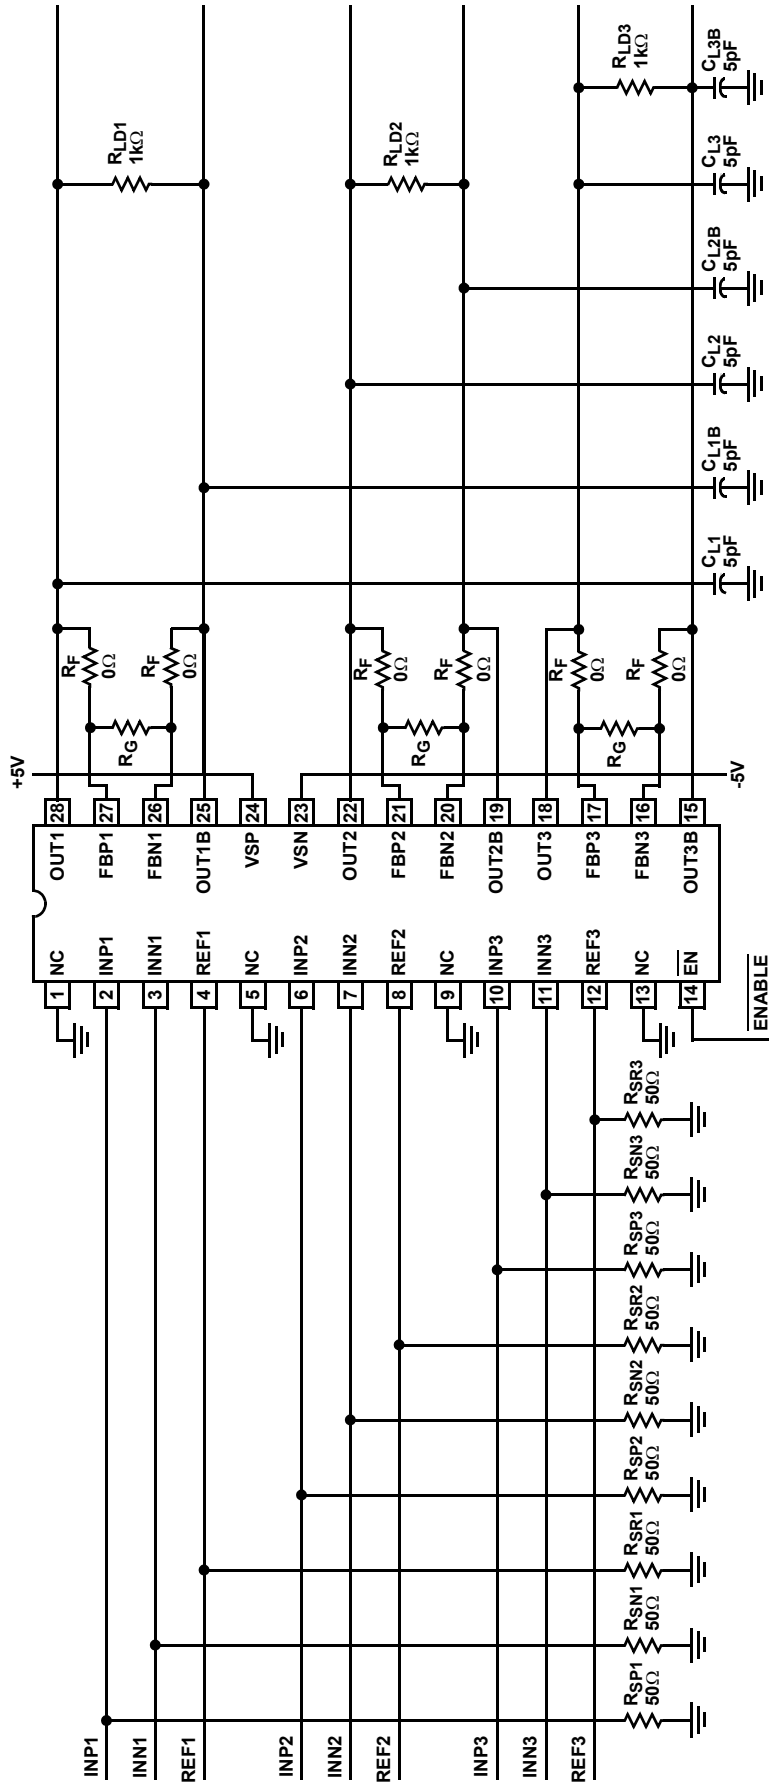 RLD1
1kΩ
RLD2
1kΩ
RLD3
1kΩ
CL3B
5pF
CL3
5pF
CL2B
5pF
CL2
5pF
CL1B
5pF
CL1
5pF
RF
0Ω
RF
0Ω
RG
RF
0Ω
RF
0Ω
RG
RF
0Ω
RF
0Ω
RG
+5V
-5V
28
27
26
25
24
23
22
21
20
19
18
17
16
15
OUT1
FBP1
FBN1
OUT1B
VSP
VSN
OUT2
FBP2
FBN2
OUT2B
OUT3
FBP3
FBN3
OUT3B
NC
INP1
INN1
REF1
NC
INP2
INN2
REF2
NC
INP3
INN3
REF3
NC
EN
1
2
3
4
5
6
7
8
9
10
11
12
13
14
ENABLE
RSR3
50Ω
RSN3
50Ω
RSP3
50Ω
RSR2
50Ω
RSN2
50Ω
RSP2
50Ω
RSR1
50Ω
RSN1
50Ω
RSP1
50Ω
INP1
INN1
REF1
INP2
INN2
REF2
INP3
INN3
REF3